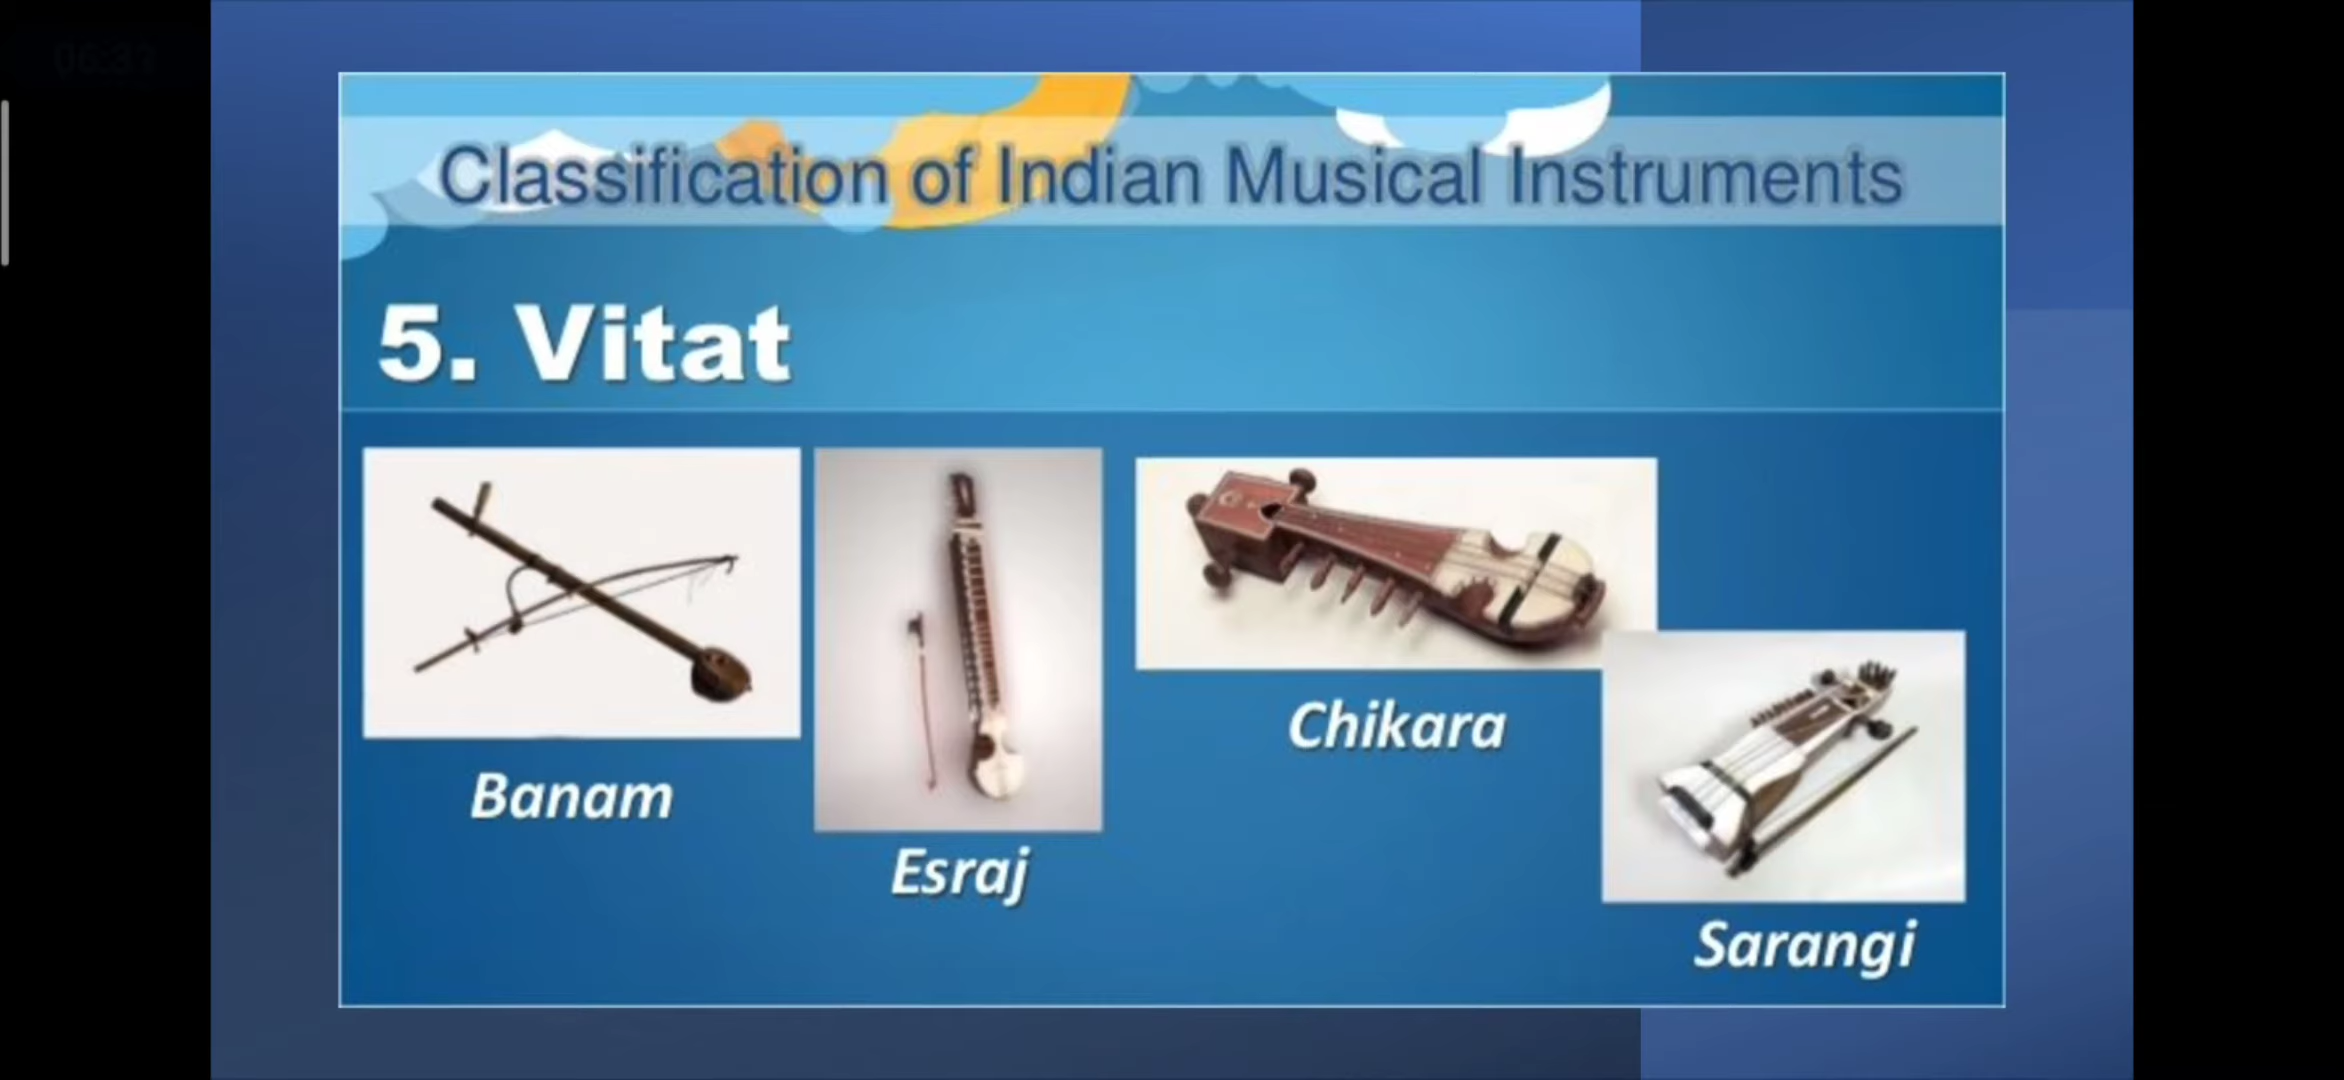 Classification of Indian Musical Instruments
5. Vitat
Banam
Esraj
Chikara
Sarangi